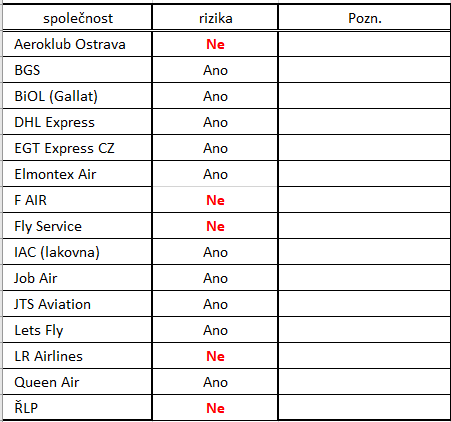 společnost rizika Pozn.
Aeroklub Ostrava Ne
BGS Ano
BiOL (Gallat) Ano
DHL Express Ano
EGT Express CZ Ano
Elmontex Air Ano
F AIR Ne
Fly Service Ne
IAC (lakovna) Ano
Job Air Ano
JTS Aviation Ano
Lets Fly Ano
LR Airlines Ne
Queen Air Ano
ŘLP Ne